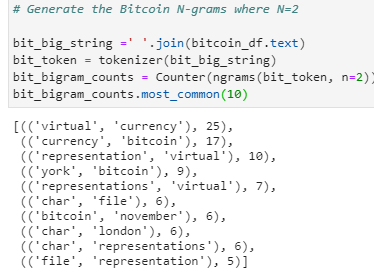 # Generate the Bitcoin N-grams where N=2
bit_big_string =' '.join(bitcoin_df.text)
bit_token = tokenizer(bit_big_string)
bit_bigram_counts = Counter(ngrams(bit_token, n=2))
bit_bigram_counts.most_common(10)
[(('virtual', 'currency'), 25),
(('currency', 'bitcoin'), 17),
(('representation', 'virtual'), 10),
(('york', 'bitcoin'), 9),
(('representations', 'virtual'), 7),
(('char', 'file'), 6),
(('bitcoin', 'november'), 6),
(('char', 'london'), 6),
(('char', 'representations'), 6),
(('file', 'representation'), 5)]